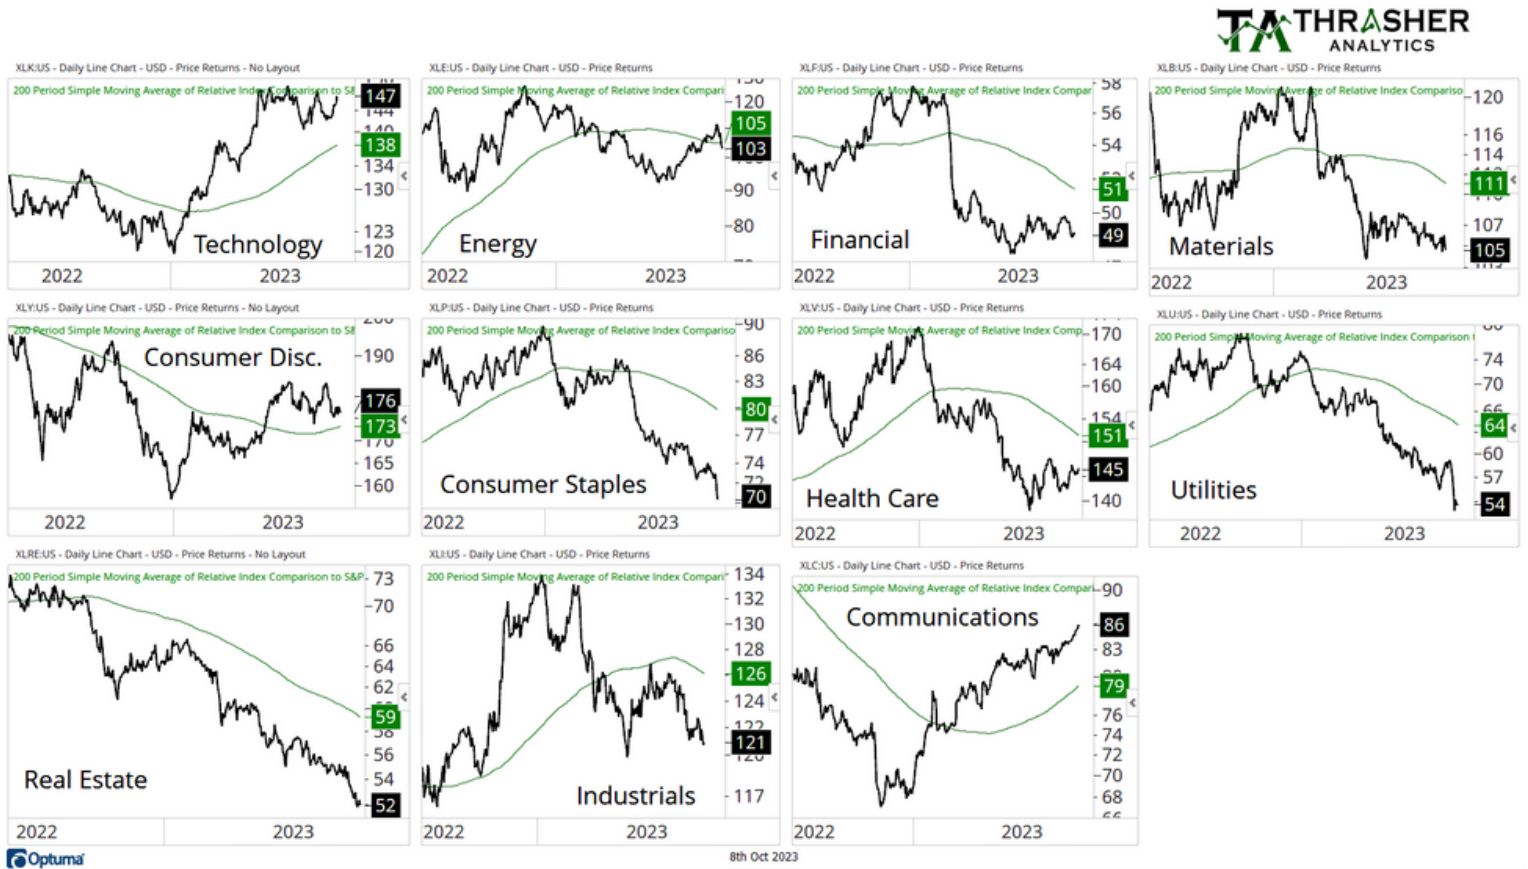 THRASHER
ANALYTICS
XLK:US - Daily Line Chart - USD - Price Returns - No Layout
200 Period Simple Moving Average of Relative Index Comparison to S&
147
144
140
138
134
130
123
120
Technology
2022 2023
XLE:US - Daily Line Chart - USD - Price Returns
200 Period Simple Moving Average of Relative Index Compari
130
120
105
103
90
80
Energy
2022 2023
XLF:US - Daily Line Chart - USD - Price Returns
200 Period Simple Moving Average of Relative Index Compar
58
56
54
51
50
49
Financial
2022 2023
XLB:US - Daily Line Chart - USD - Price Returns
200 Period Simple Moving Average of Relative Index Compariso
120
116
114
111
107
105
103
Materials
2022 2023
XLY:US - Daily Line Chart - USD - Price Returns - No Layout
200 Period Simple Moving Average of Relative Index Comparison to S&
200
Consumer Disc.
190
176
173
170
165
160
2022 2023
XLP:US - Daily Line Chart - USD - Price Returns
200 Period Simple Moving Average of Relative Index Compariso
90
86
83
80
77
74
72
70
Consumer Staples
2022 2023
XLV:US - Daily Line Chart - USD - Price Returns
200 Period Simple Moving Average of Relative Index Comp
170
164
160
154
151
145
140
Health Care
2022 2023
XLU:US - Daily Line Chart - USD - Price Returns
200 Period Simple Moving Average of Relative Index Comparison t
80
74
70
66
64
60
57
54
Utilities
2022 2023
XLRE:US - Daily Line Chart - USD - Price Returns - No Layout
200 Period Simple Moving Average of Relative Index Comparison to S&P
73
70
66
64
62
59
58
56
54
52
Real Estate
2022 2023
XLI:US - Daily Line Chart - USD - Price Returns
200 Period Simple Moving Average of Relative Index Compari
134
132
130
128
126
124
122
121
120
117
Industrials
2022 2023
XLC:US - Daily Line Chart - USD - Price Returns
200 Period Simple Moving Average of Relative Index Compar
90
Communications
86
83
79
76
74
72
70
68
66
2022 2023
Optuma
8th Oct 2023